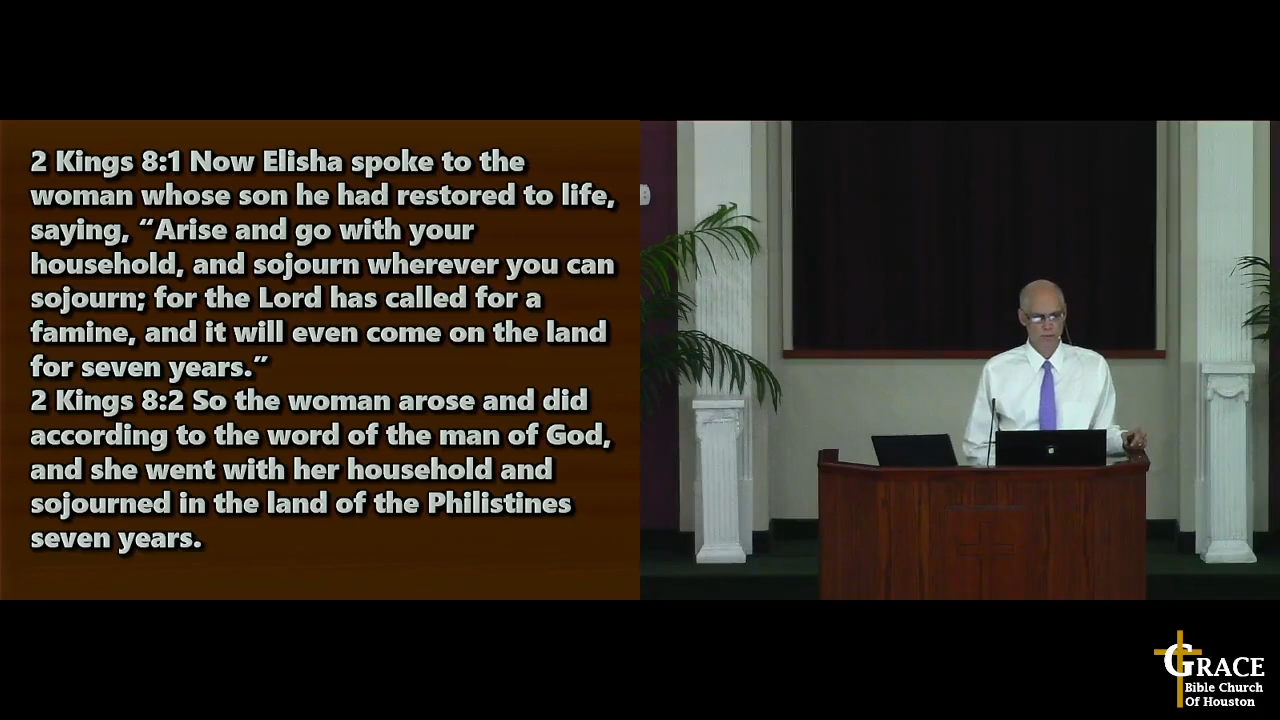 2 Kings 8:1 Now Elisha spoke to the
woman whose son he had restored to life,
saying, “Arise and go with your
household, and sojourn wherever you can
sojourn; for the Lord has called for a
famine, and it will even come on the land
for seven years.”
2 Kings 8:2 So the woman arose and did
according to the word of the man of God,
and she went with her household and
sojourned in the land of the Philistines
seven years.
GRACE
Bible Church
Of Houston